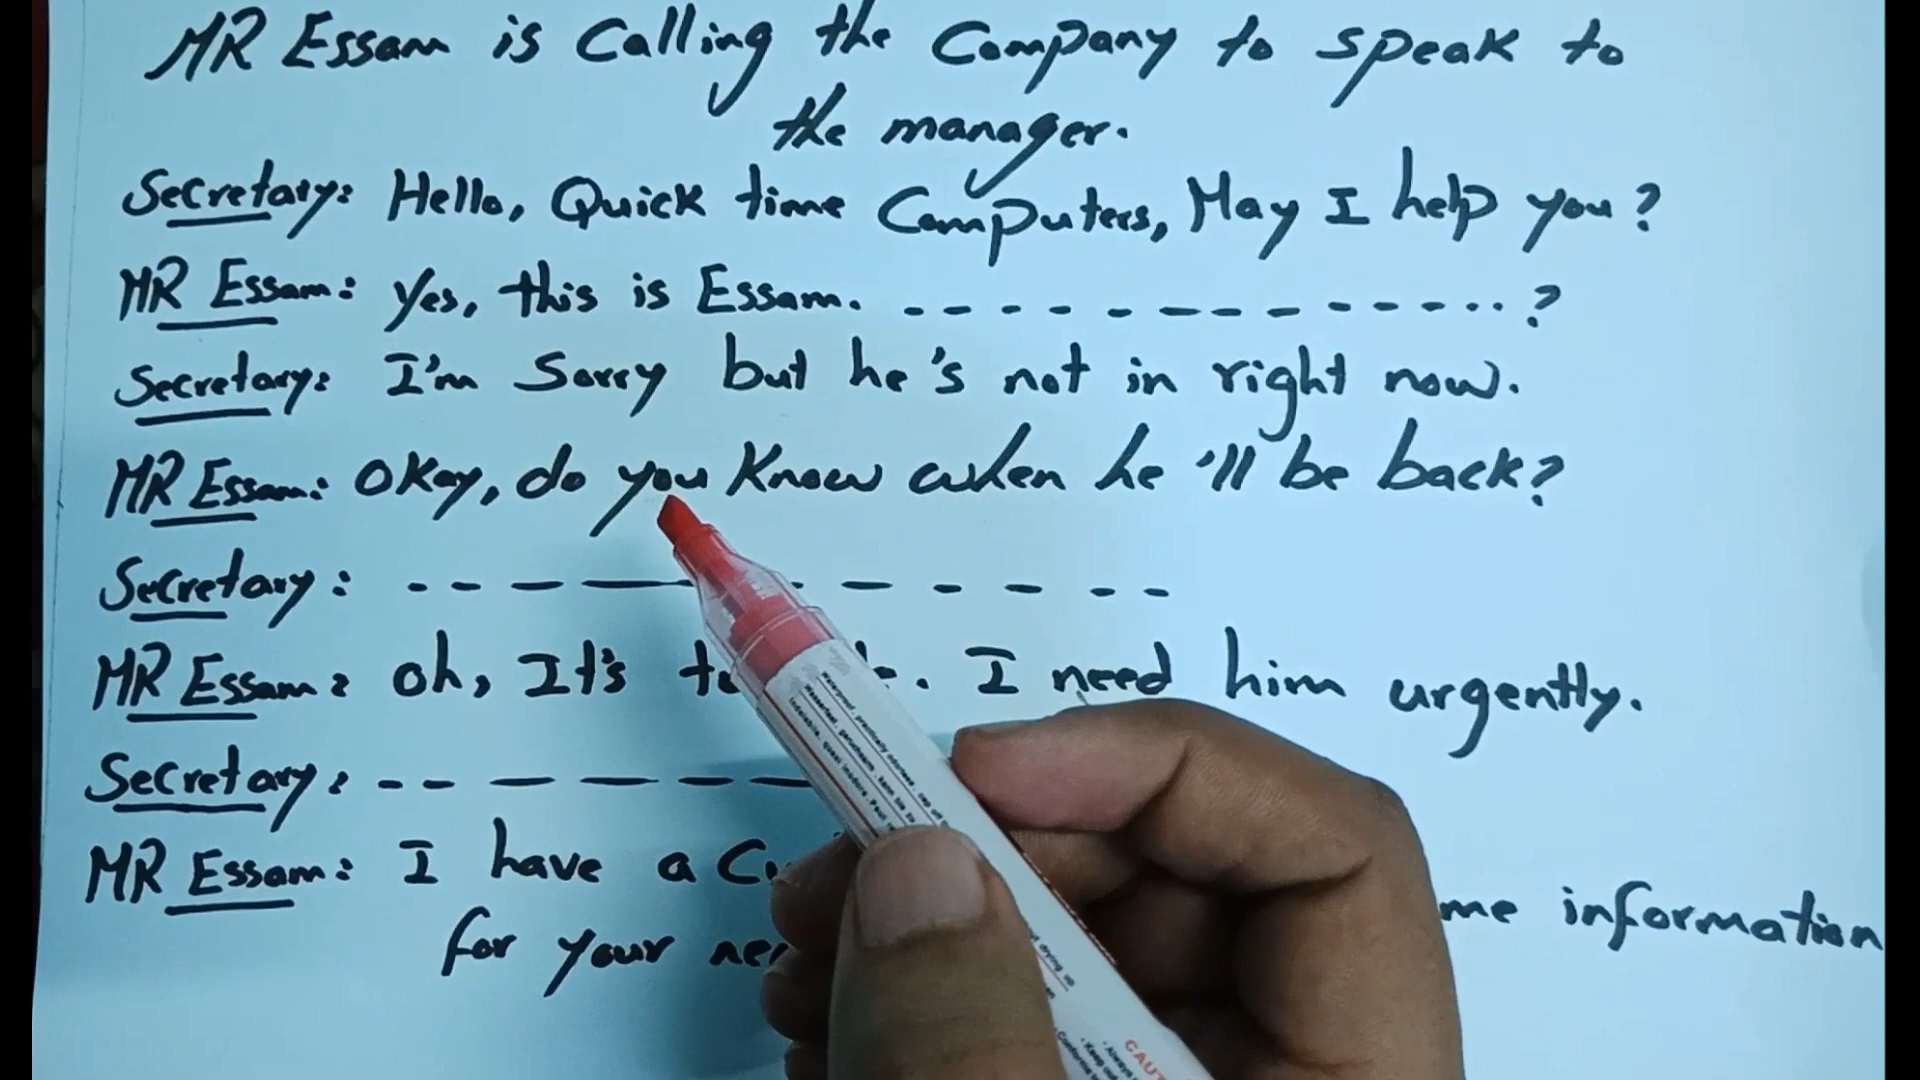 MR Essam is Calling the Company to speak to
the manager.
Secretary: Hello, Quick time Computers, May I help you?
MR Essam: Yes, this is Essam. - - - - - - - - - - - - - - ?
Secretary: I'm Sorry but he's not in right now.
MR Essam: Okay, do you Know when he 'll be back?
Secretary: - - - - - - - - - -
MR Essam: oh, It's I need him urgently.
Secretary: - - - - - -
MR Essam: I have a information
for your
CAUTION